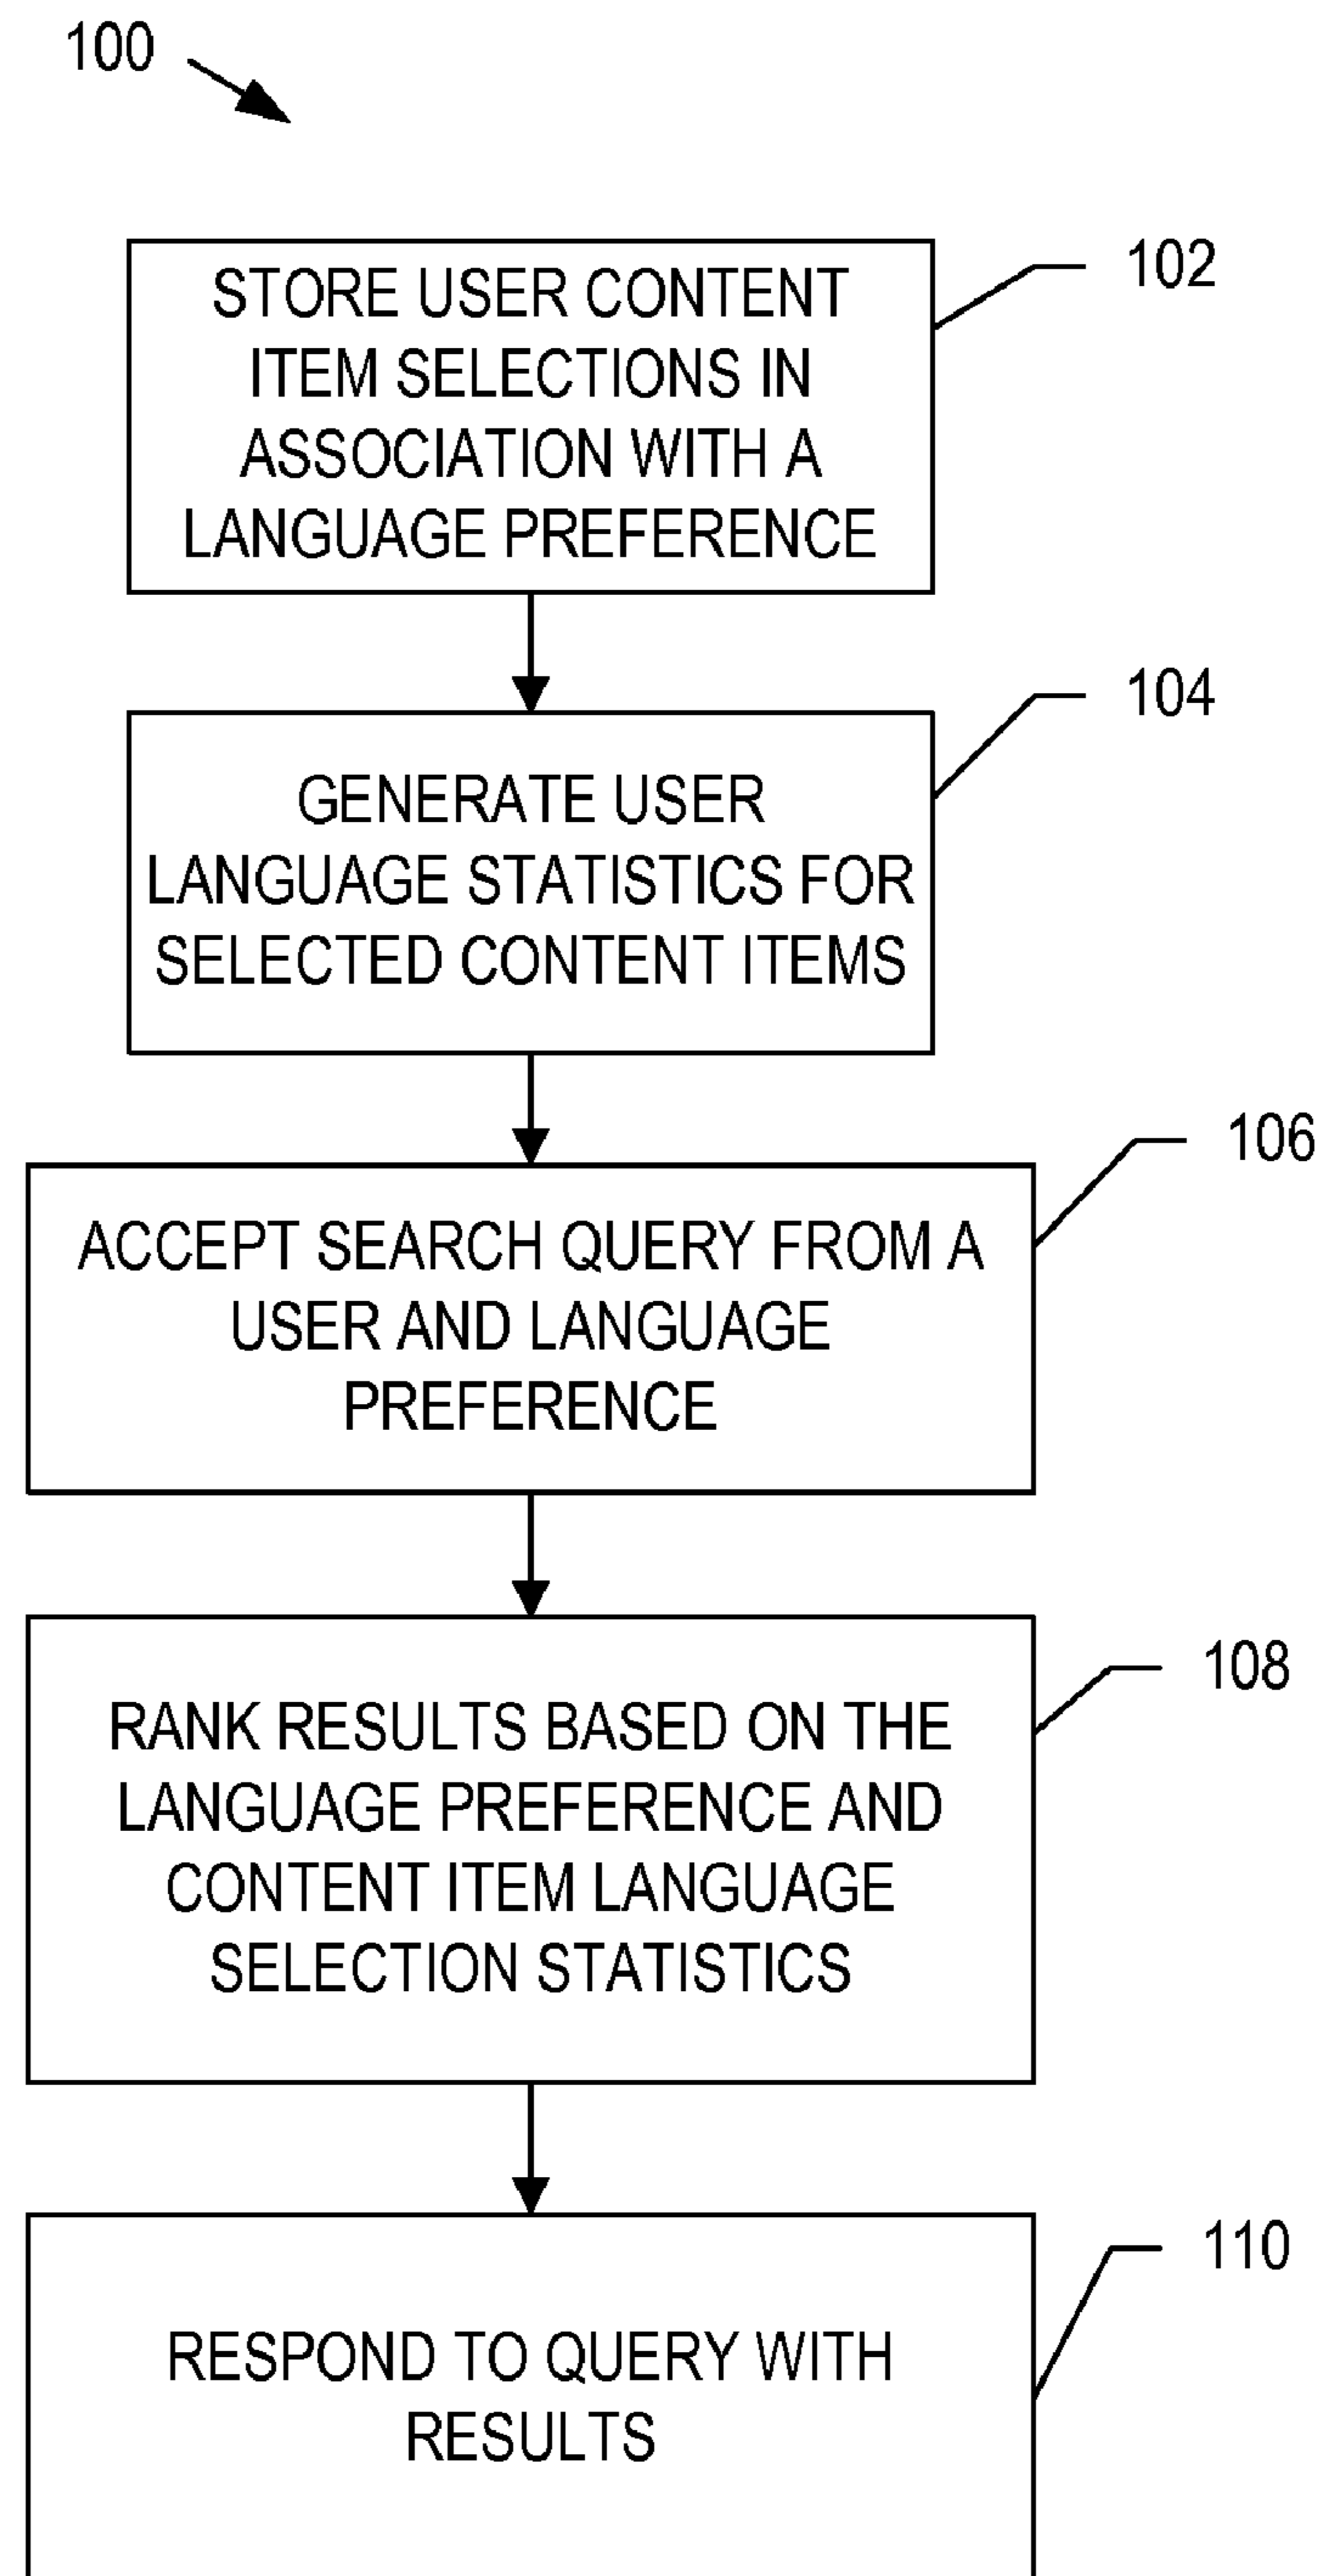 100
STORE USER CONTENT
ITEM SELECTIONS IN
ASSOCIATION WITH A
LANGUAGE PREFERENCE
102
GENERATE USER
LANGUAGE STATISTICS FOR
SELECTED CONTENT ITEMS
104
ACCEPT SEARCH QUERY FROM A
USER AND LANGUAGE
PREFERENCE
106
RANK RESULTS BASED ON THE
LANGUAGE PREFERENCE AND
CONTENT ITEM LANGUAGE
SELECTION STATISTICS
108
RESPOND TO QUERY WITH
RESULTS
110